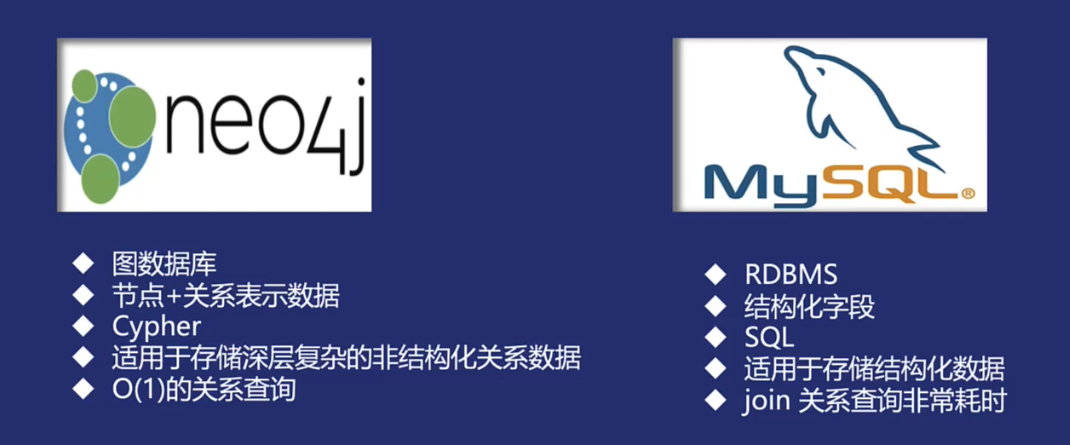 neo4j
图数据库
节点+关系表示数据
Cypher
适用于存储深层复杂的非结构化关系数据
O(1)的关系查询
MySQL®
RDBMS
结构化字段
SQL
适用于存储结构化数据
join 关系查询非常耗时